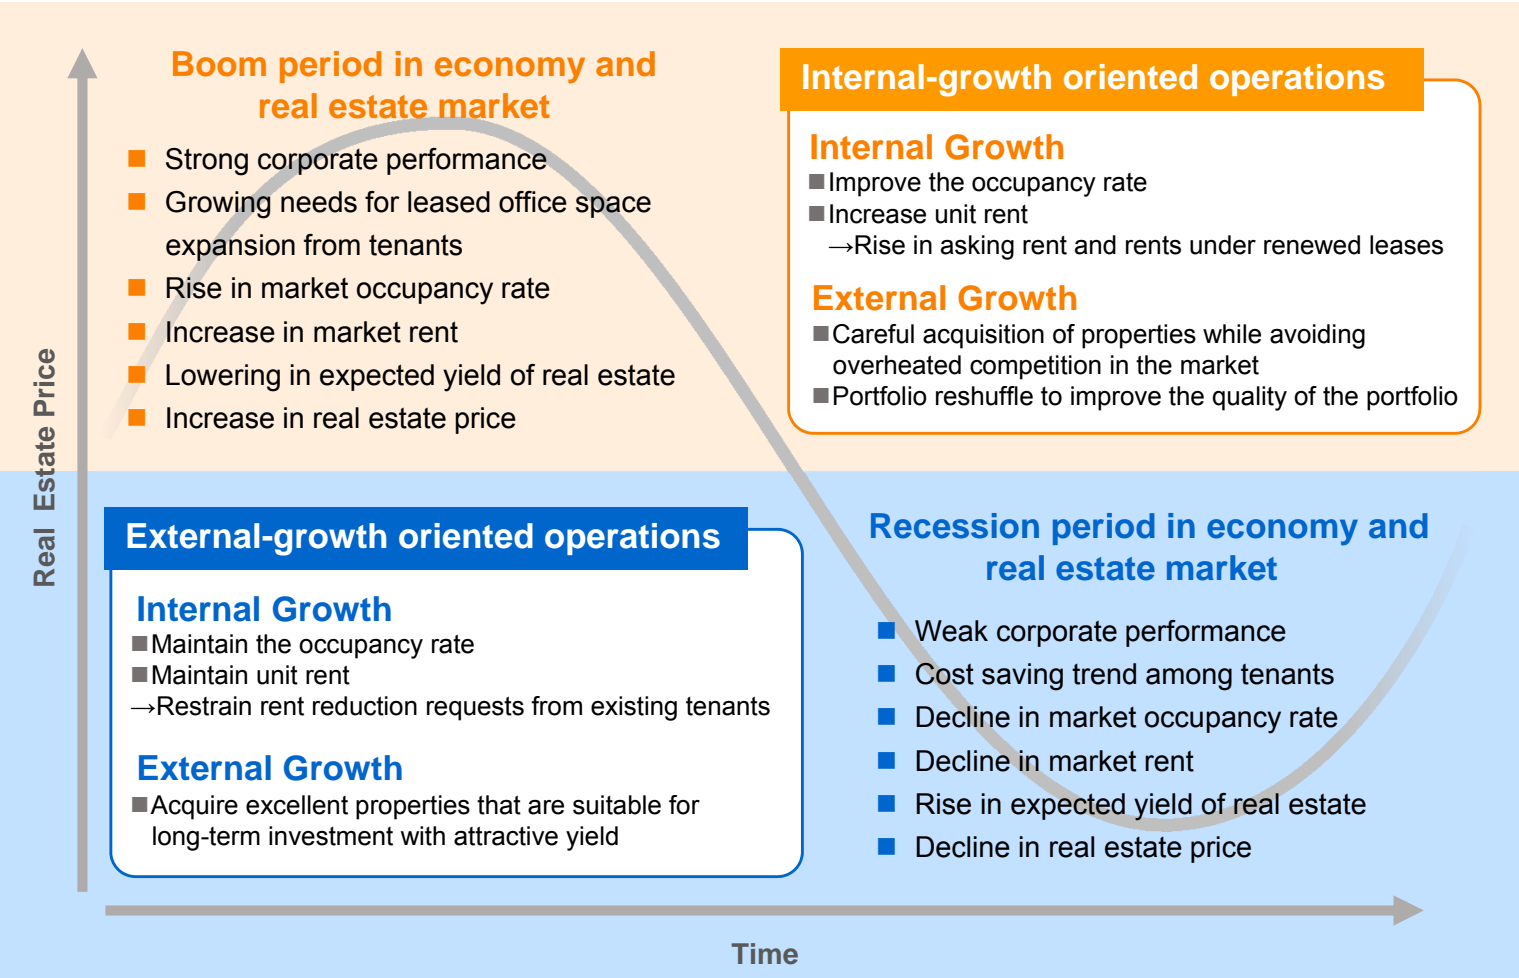 Boom period in economy and
real estate market
■ Strong corporate performance
■ Growing needs for leased office space
expansion from tenants
■ Rise in market occupancy rate
■ Increase in market rent
■ Lowering in expected yield of real estate
■ Increase in real estate price
Internal-growth oriented operations
Internal Growth
■Improve the occupancy rate
■Increase unit rent
→Rise in asking rent and rents under renewed leases
External Growth
■Careful acquisition of properties while avoiding
overheated competition in the market
■Portfolio reshuffle to improve the quality of the portfolio
Real Estate Price
External-growth oriented operations
Internal Growth
■Maintain the occupancy rate
■Maintain unit rent
→Restrain rent reduction requests from existing tenants
External Growth
■Acquire excellent properties that are suitable for
long-term investment with attractive yield
Recession period in economy and
real estate market
■ Weak corporate performance
■ Cost saving trend among tenants
■ Decline in market occupancy rate
■ Decline in market rent
■ Rise in expected yield of real estate
■ Decline in real estate price
Time